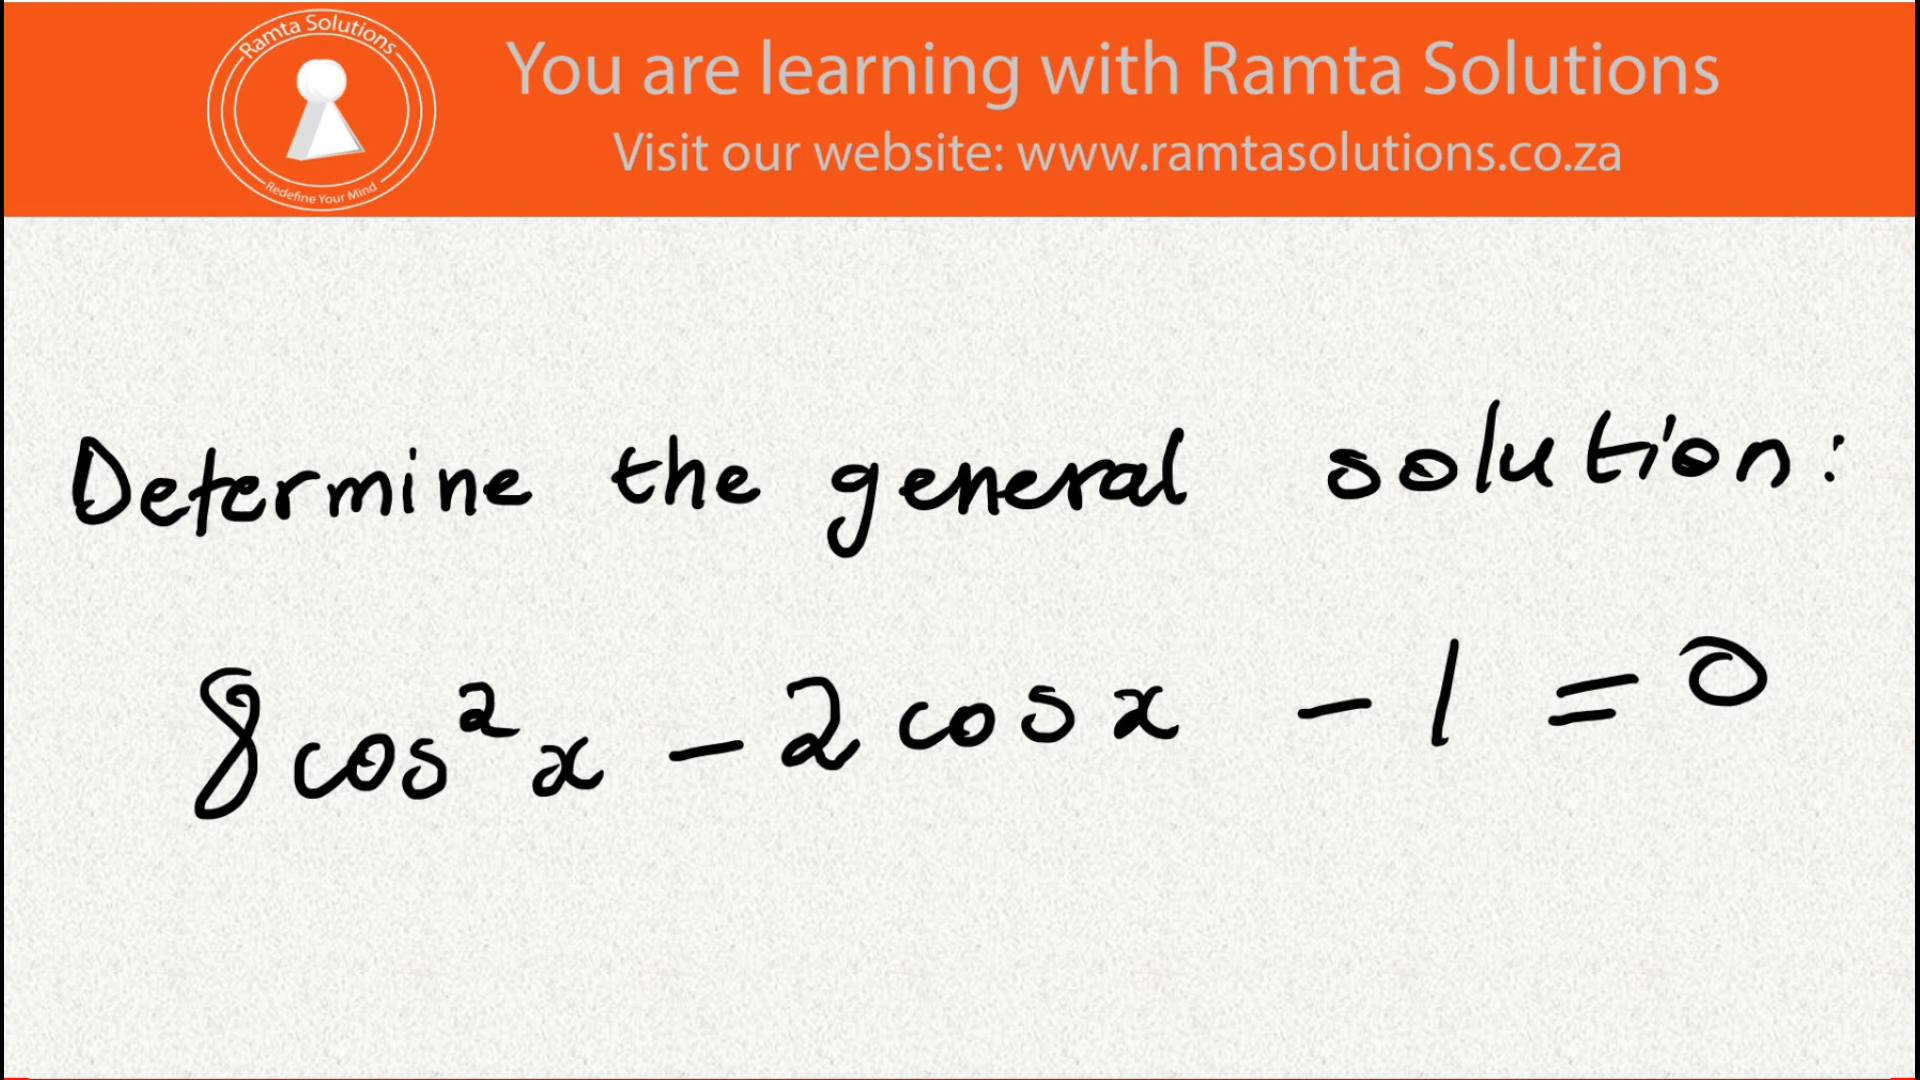 Ramta Solutions
Redefine Your Mind
You are learning with Ramta Solutions
Visit our website: www.ramtasolutions.co.za
Determine the general solution:
8cos²x - 2cosx - 1 = 0